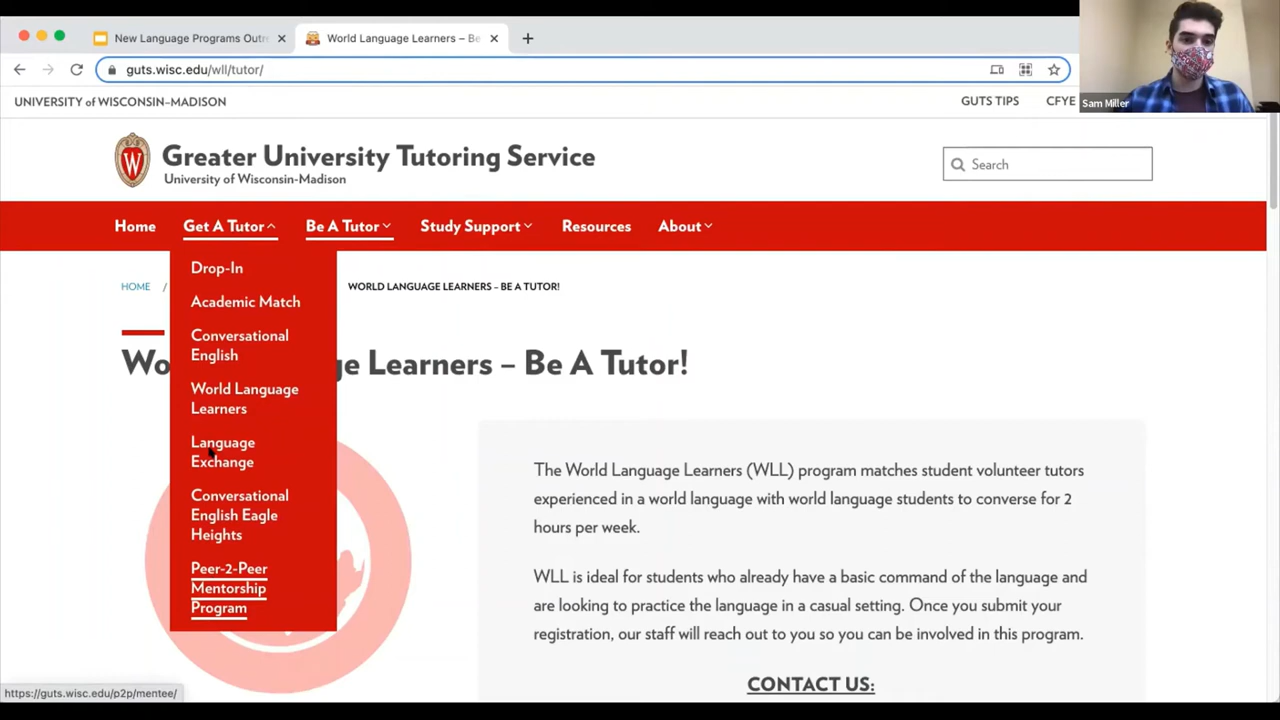 New Language Programs Outr
World Language Learners – Be
guts.wisc.edu/wll/tutor/
Sam Miller
UNIVERSITY of WISCONSIN–MADISON
GUTS TIPS
CFYE
W
Greater University Tutoring Service
University of Wisconsin-Madison
Search
Home
Get A Tutor
Be A Tutor
Study Support
Resources
About
Drop-In
Academic Match
Conversational
English
World Language
Learners
Language
Exchange
Conversational
English Eagle
Heights
Peer-2-Peer
Mentorship
Program
HOME /
WORLD LANGUAGE LEARNERS – BE A TUTOR!
Wo ge Learners – Be A Tutor!
The World Language Learners (WLL) program matches student volunteer tutors
experienced in a world language with world language students to converse for 2
hours per week.
WLL is ideal for students who already have a basic command of the language and
are looking to practice the language in a casual setting. Once you submit your
registration, our staff will reach out to you so you can be involved in this program.
CONTACT US:
https://guts.wisc.edu/p2p/mentee/